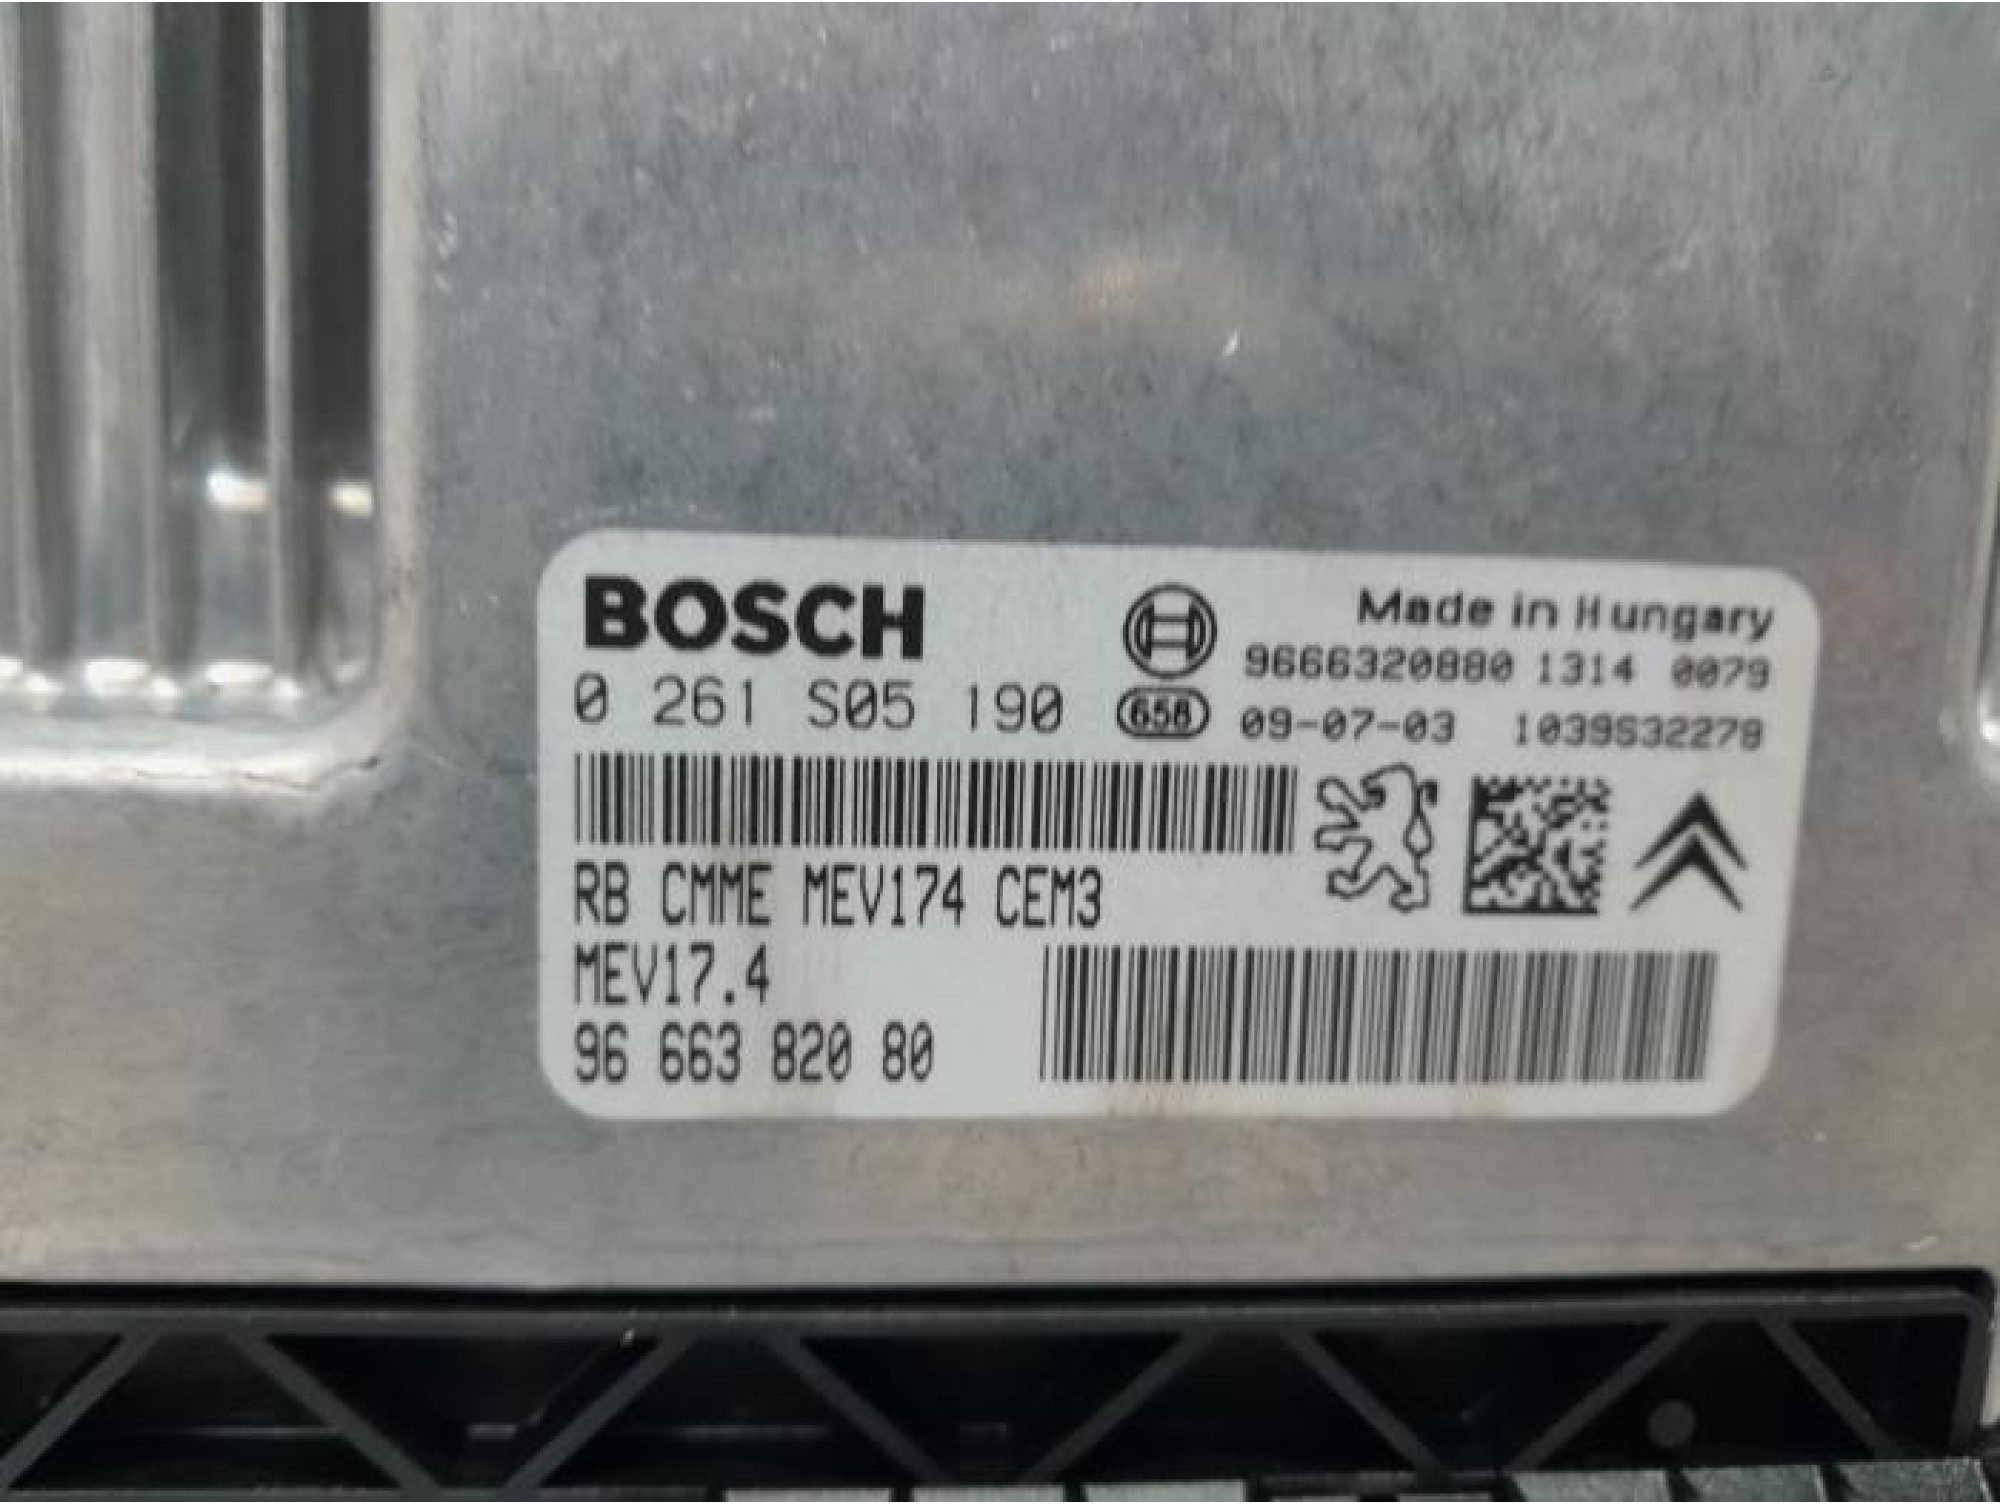 BOSCH
Made in Hungary
9666320880 1314 0079
0 261 S05 190
658
09-07-03 1039S32278
RB CMME MEV174 CEM3
MEV17.4
96 663 820 80